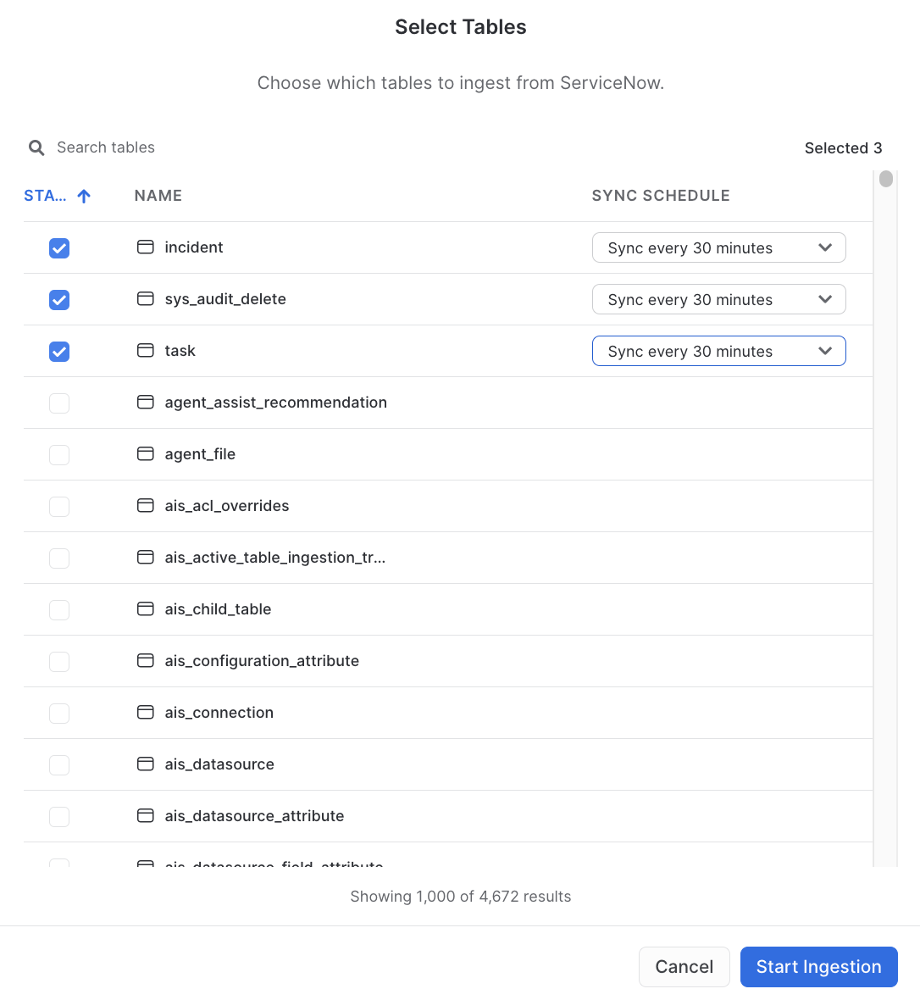 Select Tables
Choose which tables to ingest from ServiceNow.
Search tables
Selected 3
STA... NAME SYNC SCHEDULE
incident Sync every 30 minutes
sys_audit_delete Sync every 30 minutes
task Sync every 30 minutes
agent_assist_recommendation
agent_file
ais_acl_overrides
ais_active_table_ingestion_tr...
ais_child_table
ais_configuration_attribute
ais_connection
ais_datasource
ais_datasource_attribute
ais_datasource_field_attribute
Showing 1,000 of 4,672 results
Cancel Start Ingestion